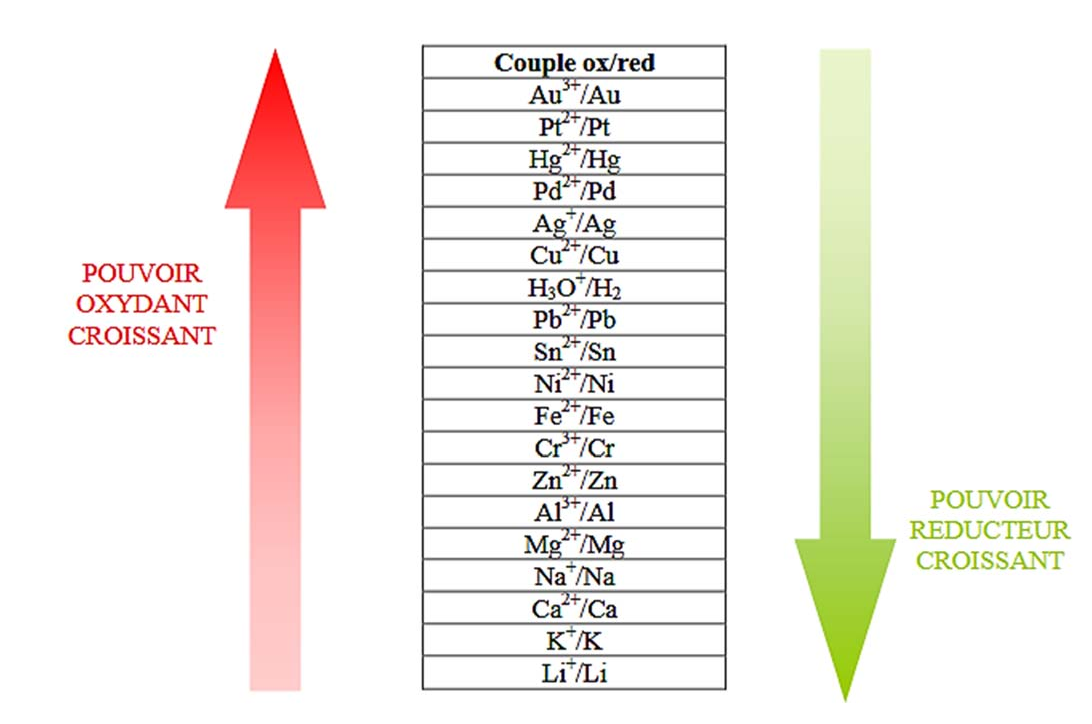 Couple ox/red
Au³⁺/Au
Pt²⁺/Pt
Hg²⁺/Hg
Pd²⁺/Pd
Ag⁺/Ag
Cu²⁺/Cu
H₃O⁺/H₂
Pb²⁺/Pb
Sn²⁺/Sn
Ni²⁺/Ni
Fe²⁺/Fe
Cr³⁺/Cr
Zn²⁺/Zn
Al³⁺/Al
Mg²⁺/Mg
Na⁺/Na
Ca²⁺/Ca
K⁺/K
Li⁺/Li
POUVOIR
OXYDANT
CROISSANT
POUVOIR
REDUCTEUR
CROISSANT